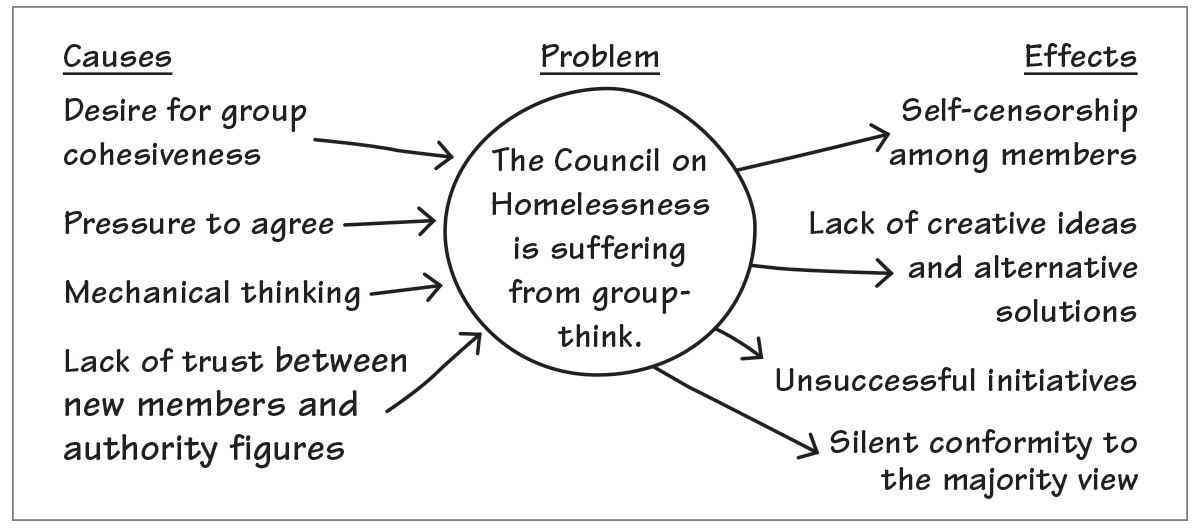 Causes
Desire for group
cohesiveness
Pressure to agree
Mechanical thinking
Lack of trust between
new members and
authority figures
Problem
The Council on
Homelessness
is suffering
from group-
think.
Effects
Self-censorship
among members
Lack of creative ideas
and alternative
solutions
Unsuccessful initiatives
Silent conformity to
the majority view